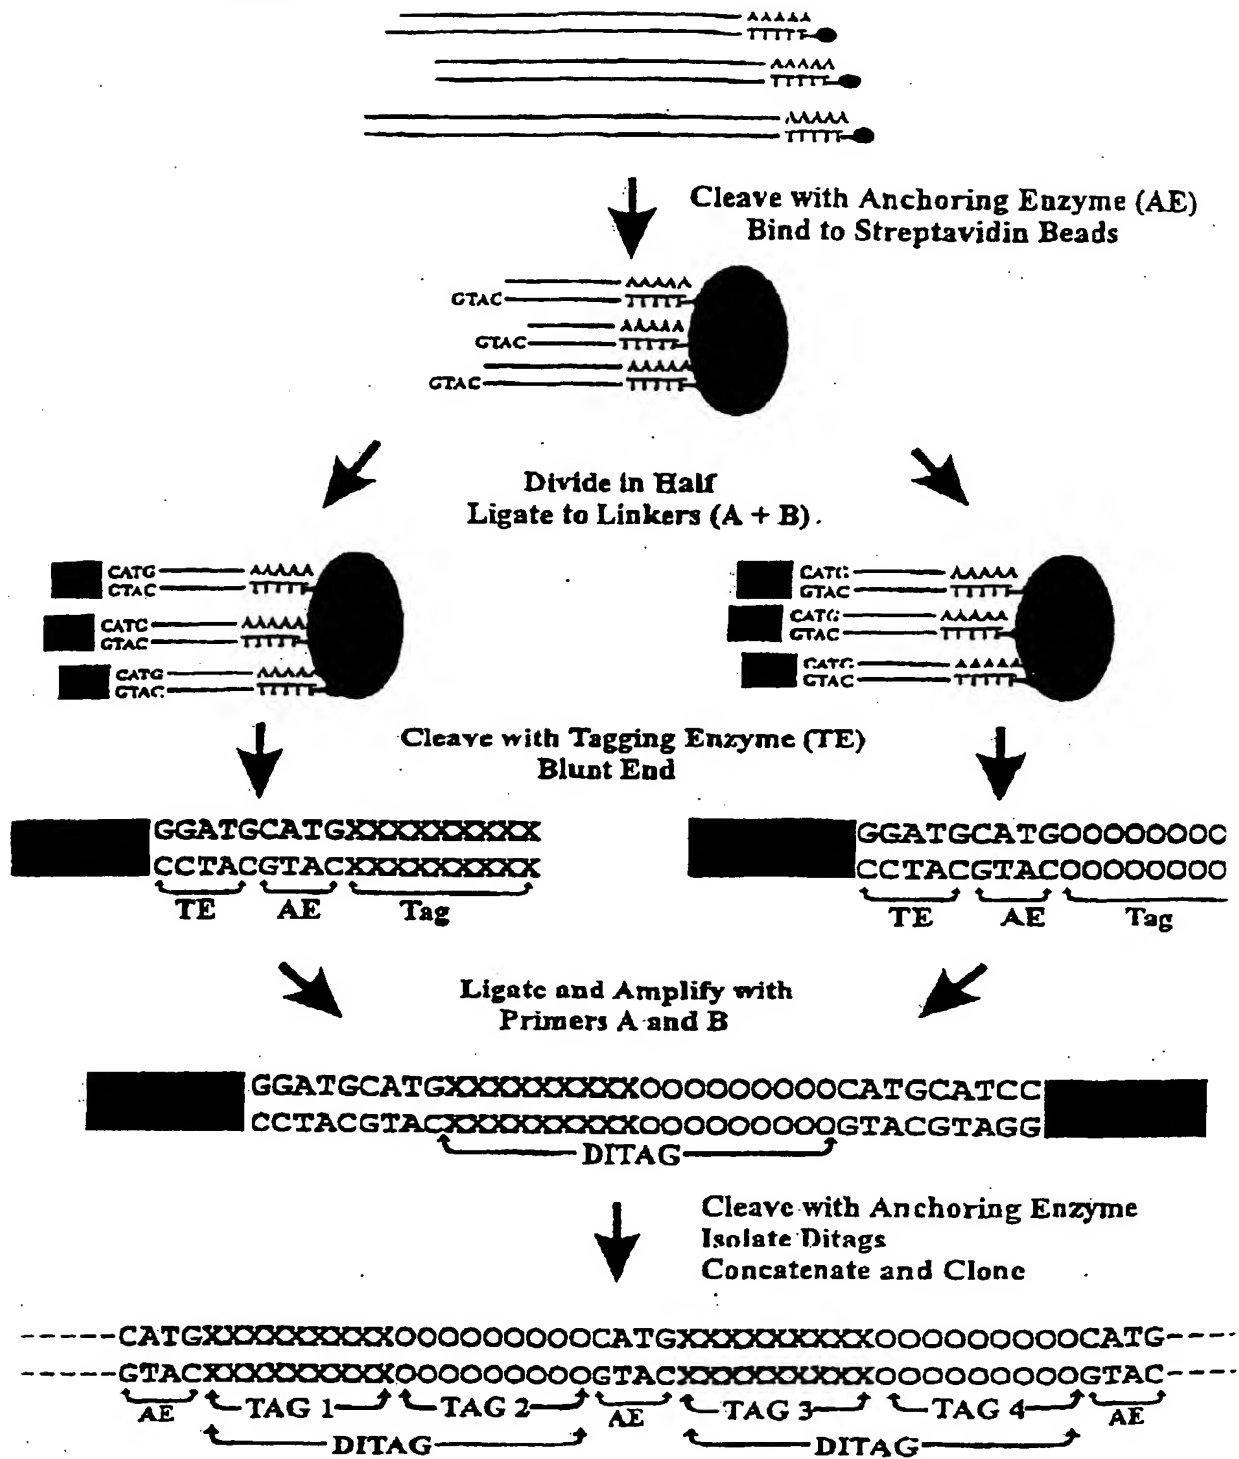 AAAAA
TTTTT
AAAAA
TTTTT
AAAAA
TTTTT
Cleave with Anchoring Enzyme (AE)
Bind to Streptavidin Beads
AAAAA
GTAC TTTTT
AAAAA
GTAC TTTTT
AAAAA
GTAC TTTTT
Divide in Half
Ligate to Linkers (A + B).
CATG AAAAA
GTAC TTTTT
CATG AAAAA
GTAC TTTTT
CATG AAAAA
GTAC TTTTT
CATG AAAAA
GTAC TTTTT
CATG AAAAA
GTAC TTTTT
CATG AAAAA
GTAC TTTTT
Cleave with Tagging Enzyme (TE)
Blunt End
GGATGCATGXXXXXXXXX
CCTACGTACXXXXXXXXX
TE AE Tag
GGATGCATGOOOOOOOO
CCTACGTACOOOOOOOO
TE AE Tag
Ligate and Amplify with
Primers A and B
GGATGCATGXXXXXXXXXOOOOOOOOOCATGCATCC
CCTACGTACXXXXXXXXXOOOOOOOOOGTACGTAGG
DITAG
Cleave with Anchoring Enzyme
Isolate Ditags
Concatenate and Clone
-----CATGXXXXXXXXXOOOOOOOOOCATGXXXXXXXXXOOOOOOOOOCATG----
-----GTACXXXXXXXXXOOOOOOOOOGTACXXXXXXXXXOOOOOOOOOGTAC----
AE TAG 1 TAG 2 AE TAG 3 TAG 4 AE
DITAG DITAG